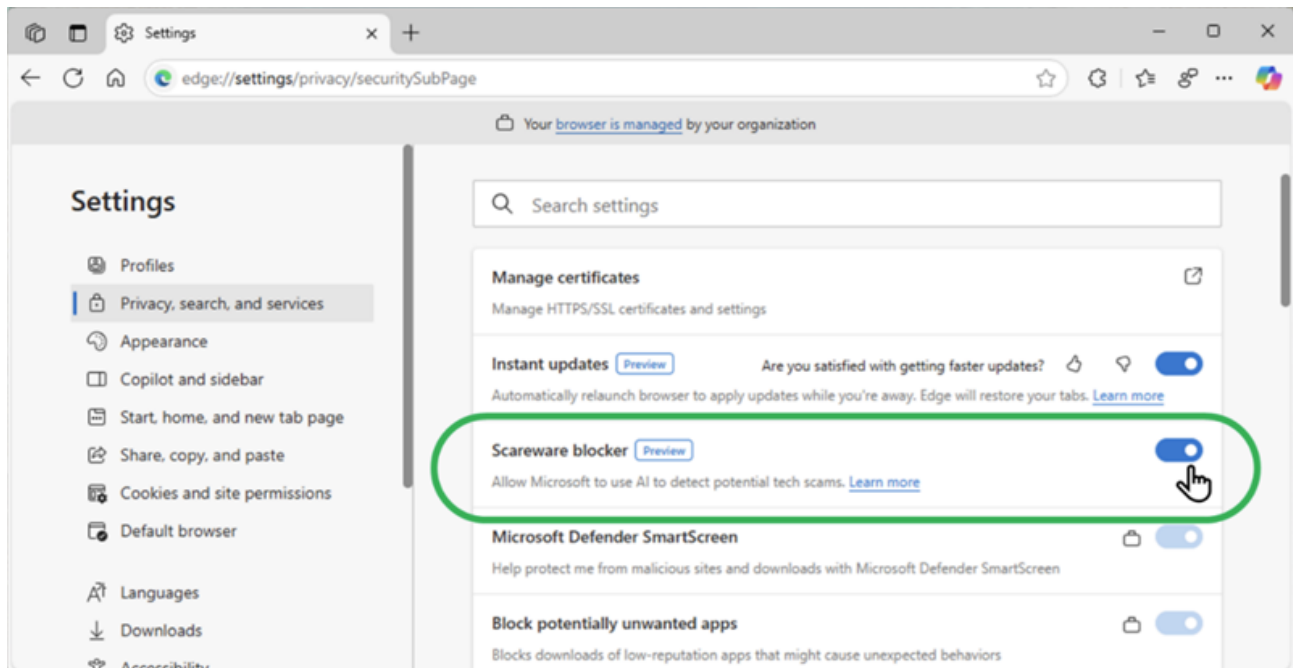 Settings
edge://settings/privacy/securitySubPage
Your browser is managed by your organization
Settings
Profiles
Privacy, search, and services
Appearance
Copilot and sidebar
Start, home, and new tab page
Share, copy, and paste
Cookies and site permissions
Default browser
Languages
Downloads
Accessibility
Search settings
Manage certificates
Manage HTTPS/SSL certificates and settings
Instant updates Preview Are you satisfied with getting faster updates?
Automatically relaunch browser to apply updates while you're away. Edge will restore your tabs. Learn more
Scareware blocker Preview
Allow Microsoft to use AI to detect potential tech scams. Learn more
Microsoft Defender SmartScreen
Help protect me from malicious sites and downloads with Microsoft Defender SmartScreen
Block potentially unwanted apps
Blocks downloads of low-reputation apps that might cause unexpected behaviors